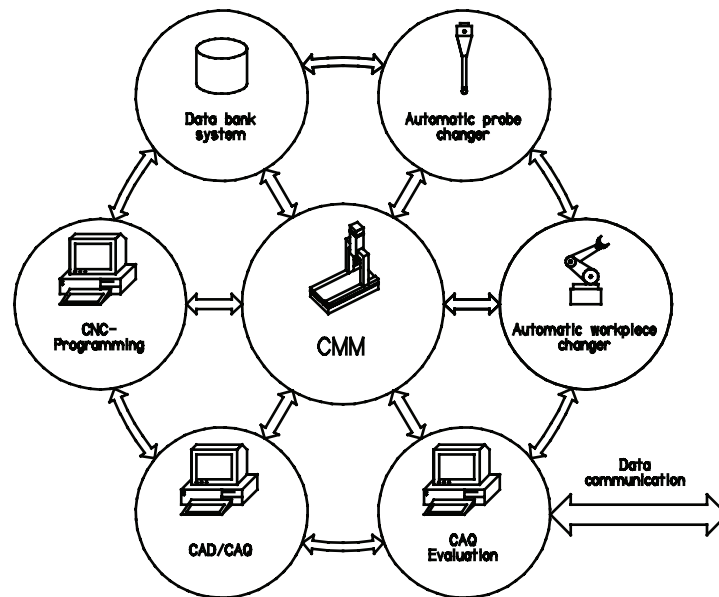 Data bank
system
Automatic probe
changer
CNC-
Programming
CMM
Automatic workpiece
changer
Data
communication
CAD/CAQ
CAQ
Evaluation